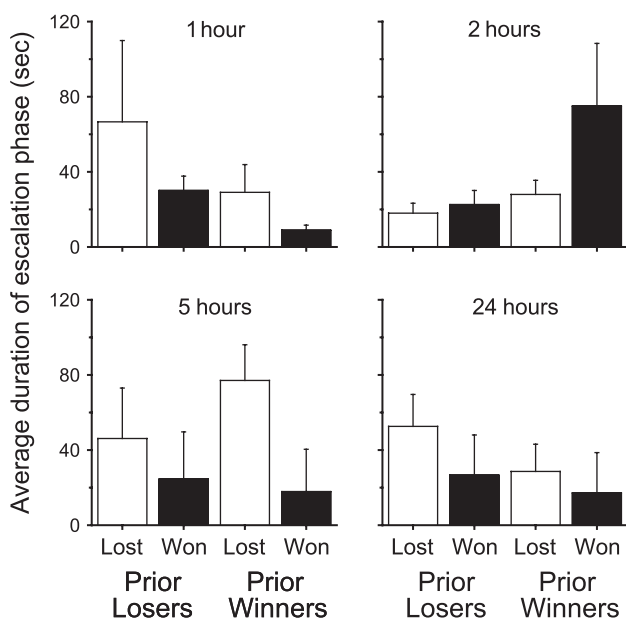 Average duration of escalation phase (sec)
1 hour
120
80
40
0
2 hours
5 hours
120
80
40
0
24 hours
Lost Won Lost Won
Lost Won Lost Won
Prior
Losers
Prior
Winners
Prior
Losers
Prior
Winners